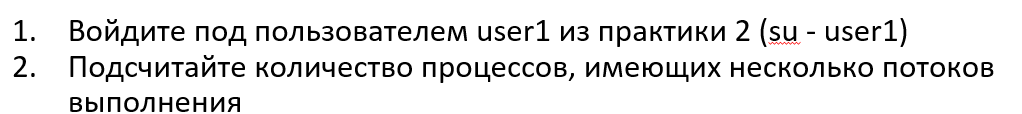 1. Войдите под пользователем user1 из практики 2 (su - user1)
2. Подсчитайте количество процессов, имеющих несколько потоков
выполнения